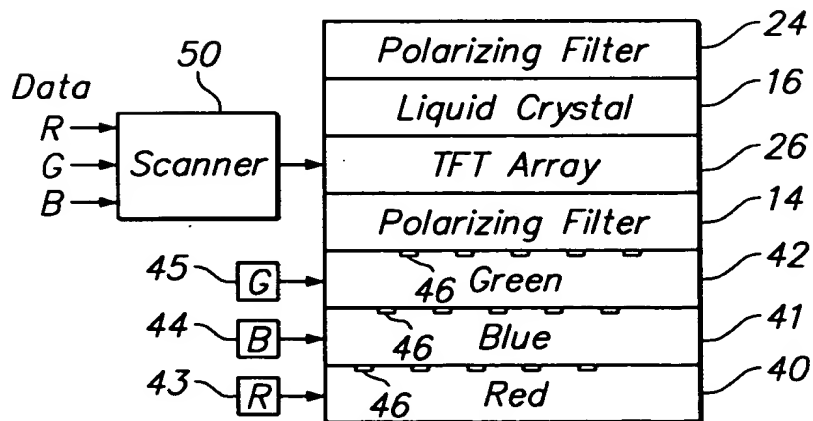 Data
R
G
B
50
Scanner
Polarizing Filter
24
Liquid Crystal
16
TFT Array
26
Polarizing Filter
14
45
G
46
Green
42
44
B
46
Blue
41
43
R
46
Red
40